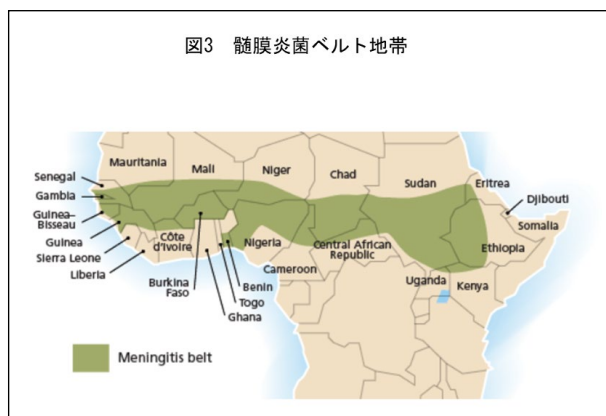 図3 髄膜炎菌ベルト地帯
Mauritania
Mali
Niger
Chad
Sudan
Eritrea
Djibouti
Somalia
Ethiopia
Senegal
Gambia
Guinea–
Bissau
Guinea
Sierra Leone
Liberia
Côte
d'Ivoire
Burkina
Faso
Ghana
Togo
Benin
Nigeria
Cameroon
Central African
Republic
Uganda
Kenya
Meningitis belt